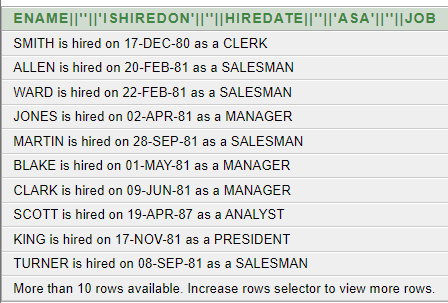 ENAME||''||'ISHIREDON'||''||HIREDATE||''||'ASA'||''||JOB
SMITH is hired on 17-DEC-80 as a CLERK
ALLEN is hired on 20-FEB-81 as a SALESMAN
WARD is hired on 22-FEB-81 as a SALESMAN
JONES is hired on 02-APR-81 as a MANAGER
MARTIN is hired on 28-SEP-81 as a SALESMAN
BLAKE is hired on 01-MAY-81 as a MANAGER
CLARK is hired on 09-JUN-81 as a MANAGER
SCOTT is hired on 19-APR-87 as a ANALYST
KING is hired on 17-NOV-81 as a PRESIDENT
TURNER is hired on 08-SEP-81 as a SALESMAN
More than 10 rows available. Increase rows selector to view more rows.